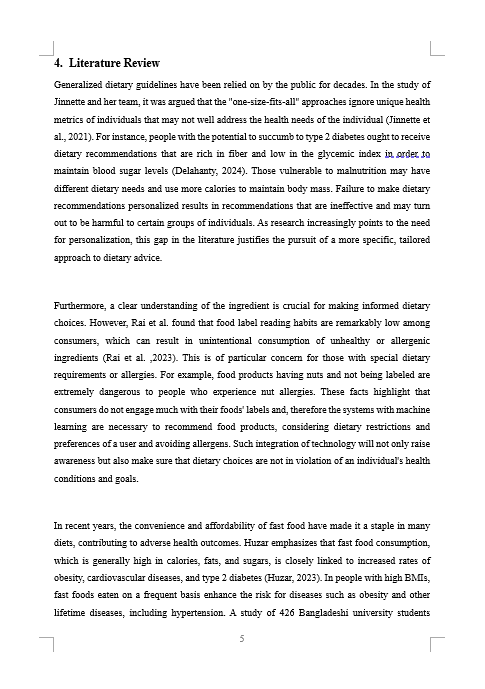 4. Literature Review
Generalized dietary guidelines have been relied on by the public for decades. In the study of
Jinnette and her team, it was argued that the "one-size-fits-all" approaches ignore unique health
metrics of individuals that may not well address the health needs of the individual (Jinnette et
al., 2021). For instance, people with the potential to succumb to type 2 diabetes ought to receive
dietary recommendations that are rich in fiber and low in the glycemic index in order to
maintain blood sugar levels (Delahanty, 2024). Those vulnerable to malnutrition may have
different dietary needs and use more calories to maintain body mass. Failure to make dietary
recommendations personalized results in recommendations that are ineffective and may turn
out to be harmful to certain groups of individuals. As research increasingly points to the need
for personalization, this gap in the literature justifies the pursuit of a more specific, tailored
approach to dietary advice.
Furthermore, a clear understanding of the ingredient is crucial for making informed dietary
choices. However, Rai et al. found that food label reading habits are remarkably low among
consumers, which can result in unintentional consumption of unhealthy or allergenic
ingredients (Rai et al. ,2023). This is of particular concern for those with special dietary
requirements or allergies. For example, food products having nuts and not being labeled are
extremely dangerous to people who experience nut allergies. These facts highlight that
consumers do not engage much with their foods' labels and, therefore the systems with machine
learning are necessary to recommend food products, considering dietary restrictions and
preferences of a user and avoiding allergens. Such integration of technology will not only raise
awareness but also make sure that dietary choices are not in violation of an individual's health
conditions and goals.
In recent years, the convenience and affordability of fast food have made it a staple in many
diets, contributing to adverse health outcomes. Huzar emphasizes that fast food consumption,
which is generally high in calories, fats, and sugars, is closely linked to increased rates of
obesity, cardiovascular diseases, and type 2 diabetes (Huzar, 2023). In people with high BMIs,
fast foods eaten on a frequent basis enhance the risk for diseases such as obesity and other
lifetime diseases, including hypertension. A study of 426 Bangladeshi university students
5